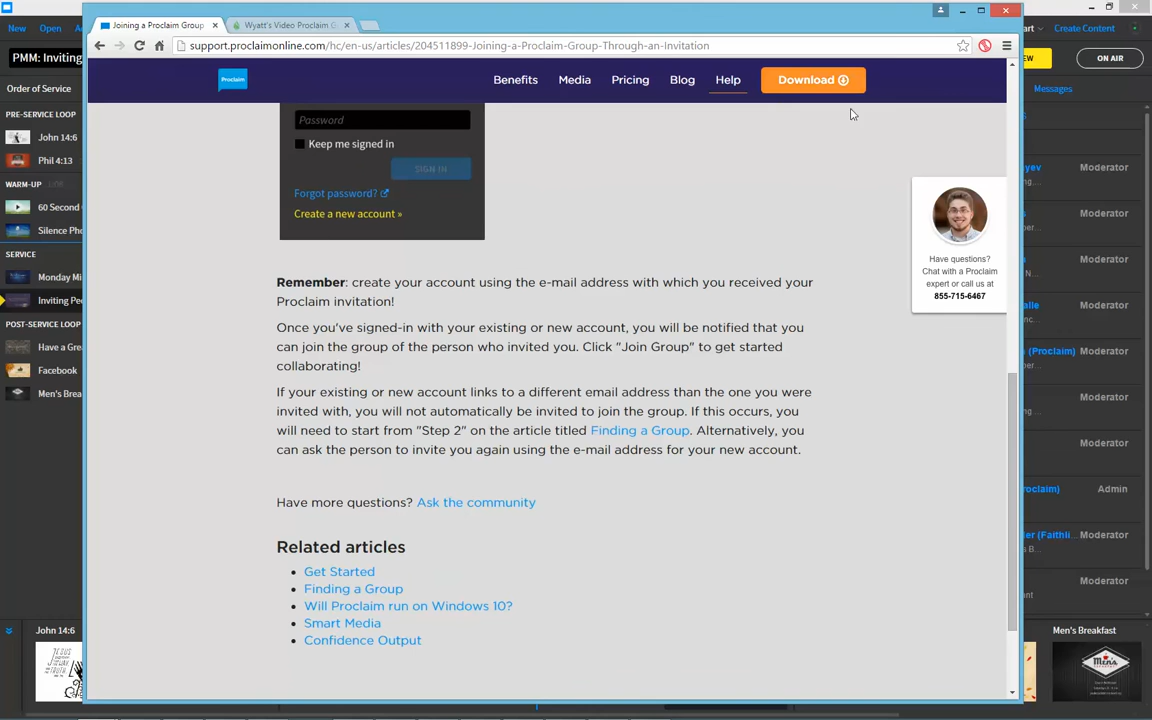 Joining a Proclaim Group
Wyatt's Video Proclaim G
support.proclaimonline.com/hc/en-us/articles/204511899-Joining-a-Proclaim-Group-Through-an-Invitation
New Open
Create Content
PMM: Inviting
ON AIR
Proclaim
Benefits Media Pricing Blog Help Download
Order of Service
Messages
PRE-SERVICE LOOP
John 14:6
Phil 4:13
WARM-UP
60 Second
Silence Pho
SERVICE
Monday Mi
Inviting Pe
POST-SERVICE LOOP
Have a Gre
Facebook
Men's Brea
Password
Keep me signed in
SIGN IN
Forgot password?
Create a new account »
Remember: create your account using the e-mail address with which you received your
Proclaim invitation!
Once you've signed-in with your existing or new account, you will be notified that you
can join the group of the person who invited you. Click "Join Group" to get started
collaborating!
If your existing or new account links to a different email address than the one you were
invited with, you will not automatically be invited to join the group. If this occurs, you
will need to start from "Step 2" on the article titled Finding a Group. Alternatively, you
can ask the person to invite you again using the e-mail address for your new account.
Have more questions? Ask the community
Related articles
Get Started
Finding a Group
Will Proclaim run on Windows 10?
Smart Media
Confidence Output
Have questions?
Chat with a Proclaim
expert or call us at
855-715-6467
Moderator
Moderator
Moderator
Moderator
(Proclaim) Moderator
Moderator
Moderator
Admin
Moderator
Moderator
John 14:6
Men's Breakfast